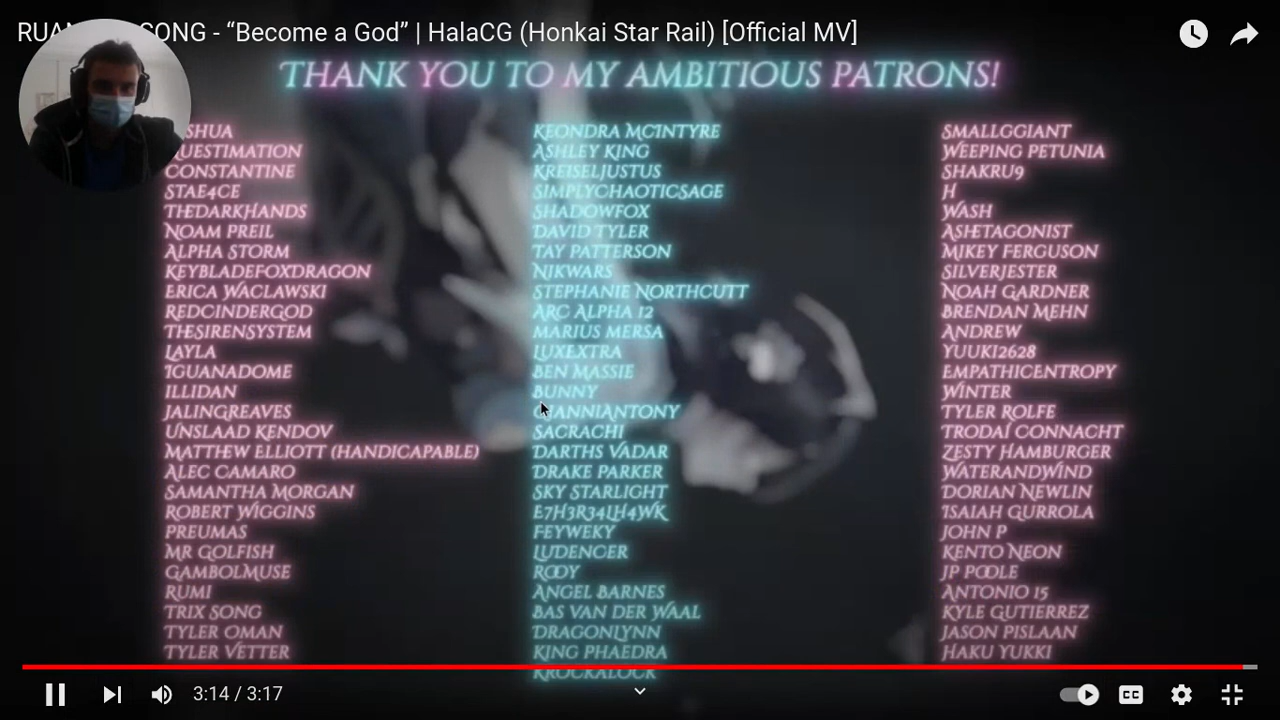 RUAN SONG - “Become a God” | HalaCG (Honkai Star Rail) [Official MV]
THANK YOU TO MY AMBITIOUS PATRONS!
CONSTANTINE
STAE4CE
THEDARKHANDS
NOAM PREIL
ALPHA STORM
KEYBLADEFOXDRAGON
ERICA WACLAWSKI
REDCINDERGOD
THESIRENSYSTEM
LAYLA
IGUANADOME
ILLIDAN
JALINGREAVES
UNSLAAD KENDOV
MATTHEW ELLIOTT (HANDICAPABLE)
ALEC CAMARO
SAMANTHA MORGAN
ROBERT WIGGINS
PREUMAS
MR GOLFISH
GAMBOLMUSE
RUMI
TRIX SONG
TYLER OMAN
TYLER VETTER
KEONDRA MCINTYRE
ASHLEY KING
KREISELJUSTUS
SIMPLYCHAOTICSAGE
SHADOWFOX
DAVID TYLER
TAY PATTERSON
NIKWARS
STEPHANIE NORTHCUTT
ARC ALPHA 12
MARIUS MERSA
LUXEXTRA
BEN MASSIE
BUNNY
SACRACHI
DARTHS VADAR
DRAKE PARKER
SKY STARLIGHT
E7H3R34LH4WK
FEYWEKY
LUDENCER
ROOY
ANGEL BARNES
BAS VAN DER WAAL
DRAGONLYNN
KING PHAEDRA
KROCKALOCK
SMALLGGIANT
WEEPING PETUNIA
SHAKRU9
H
WASH
ASHETAGONIST
MIKEY FERGUSON
SILVERJESTER
NOAH GARDNER
BRENDAN MEHN
ANDREW
YUUKI2628
EMPATHICENTROPY
WINTER
TYLER ROLFE
TRODAÍ CONNACHT
ZESTY HAMBURGER
WATERANDWIND
DORIAN NEWLIN
ISAIAH GURROLA
JOHN P
KENTO NEON
JP POOLE
ANTONIO 15
KYLE GUTIERREZ
JASON PISLAAN
HAKU YUKKI
3:14 / 3:17
CC